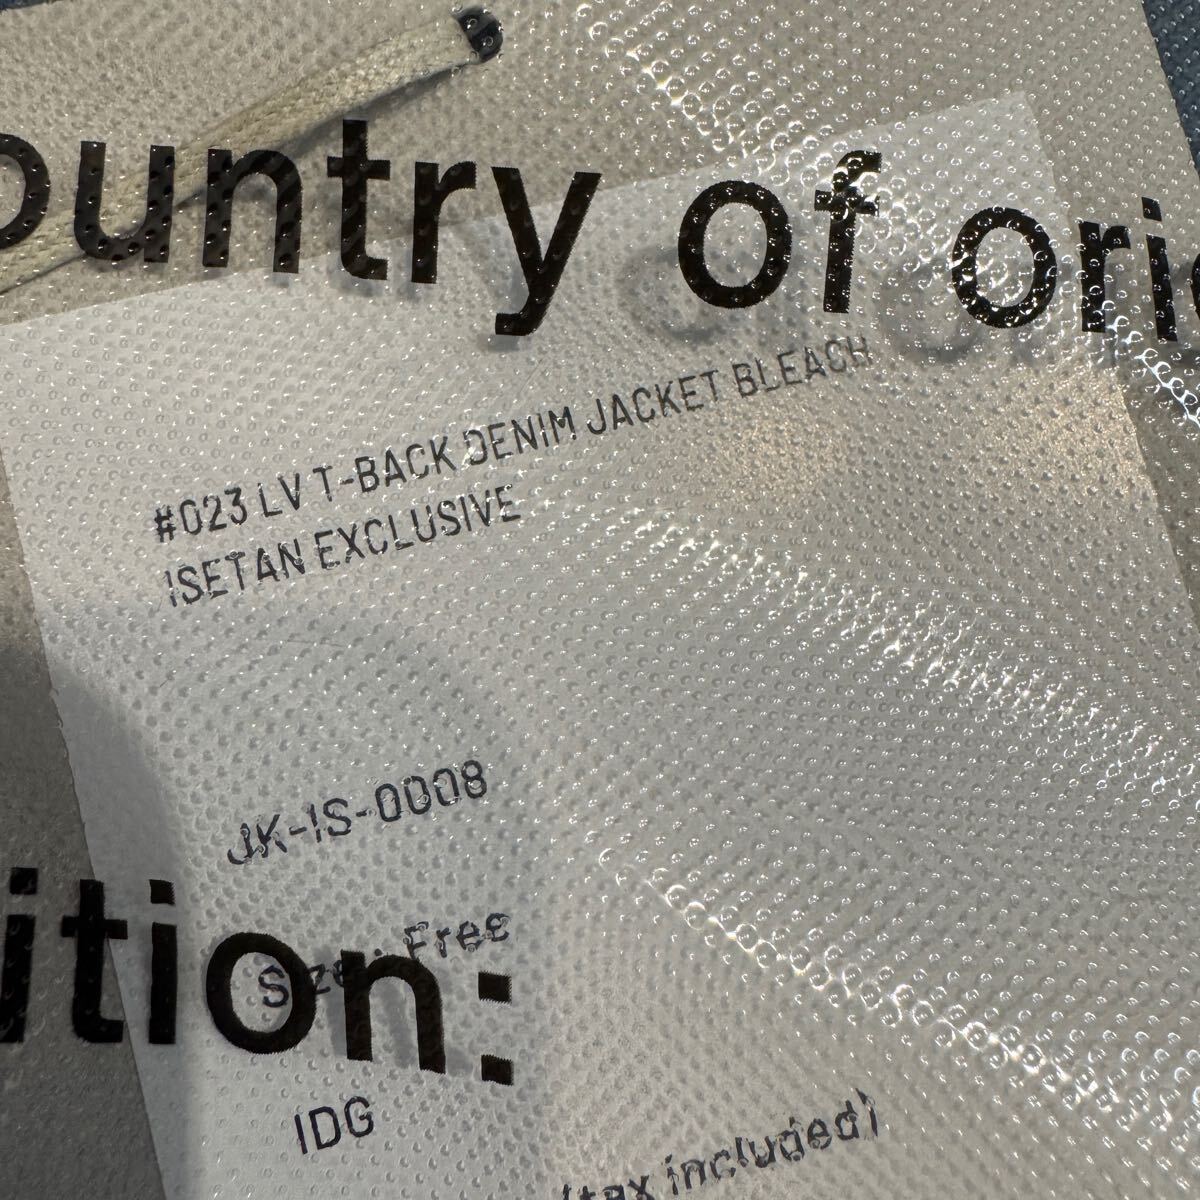 ountry of ori
#023 LV T-BACK DENIM JACKET BLEACH
ISETAN EXCLUSIVE
JK-IS-0008
Size : Free
ition:
IDG
(tax included)